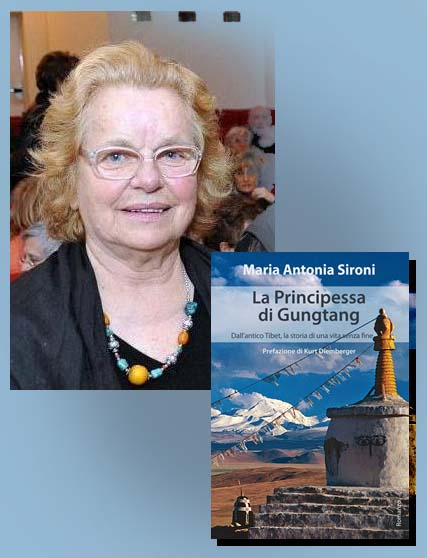 Maria Antonia Sironi
La Principessa
di Gungtang
Dall'antico Tibet, la storia di una vita senza fine
Prefazione di Kurt Diemberger
Romanzo